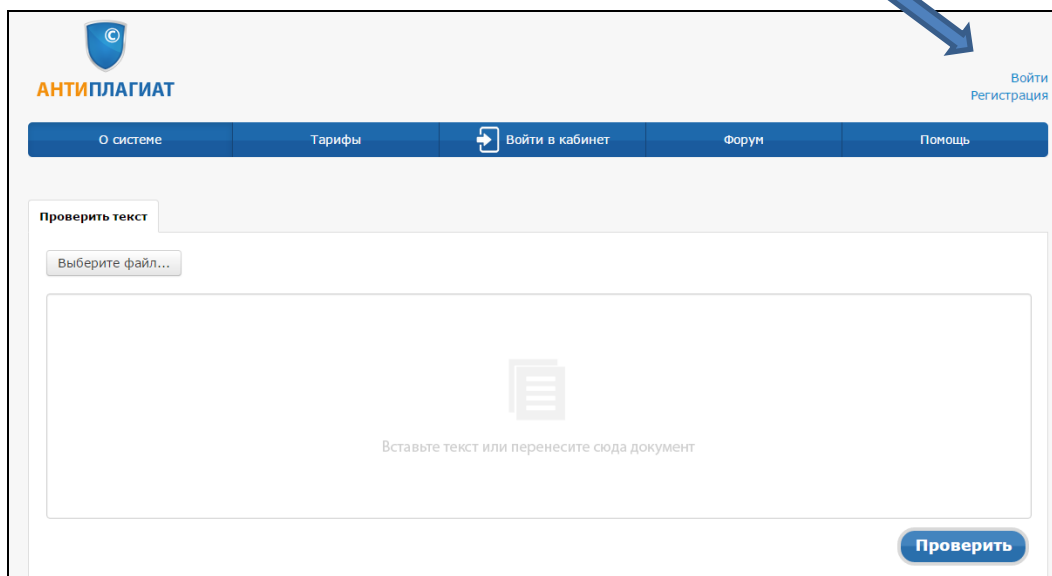 ©
АНТИПЛАГИАТ
Войти
Регистрация
О системе Тарифы Войти в кабинет Форум Помощь
Проверить текст
Выберите файл...
Вставьте текст или перенесите сюда документ
Проверить